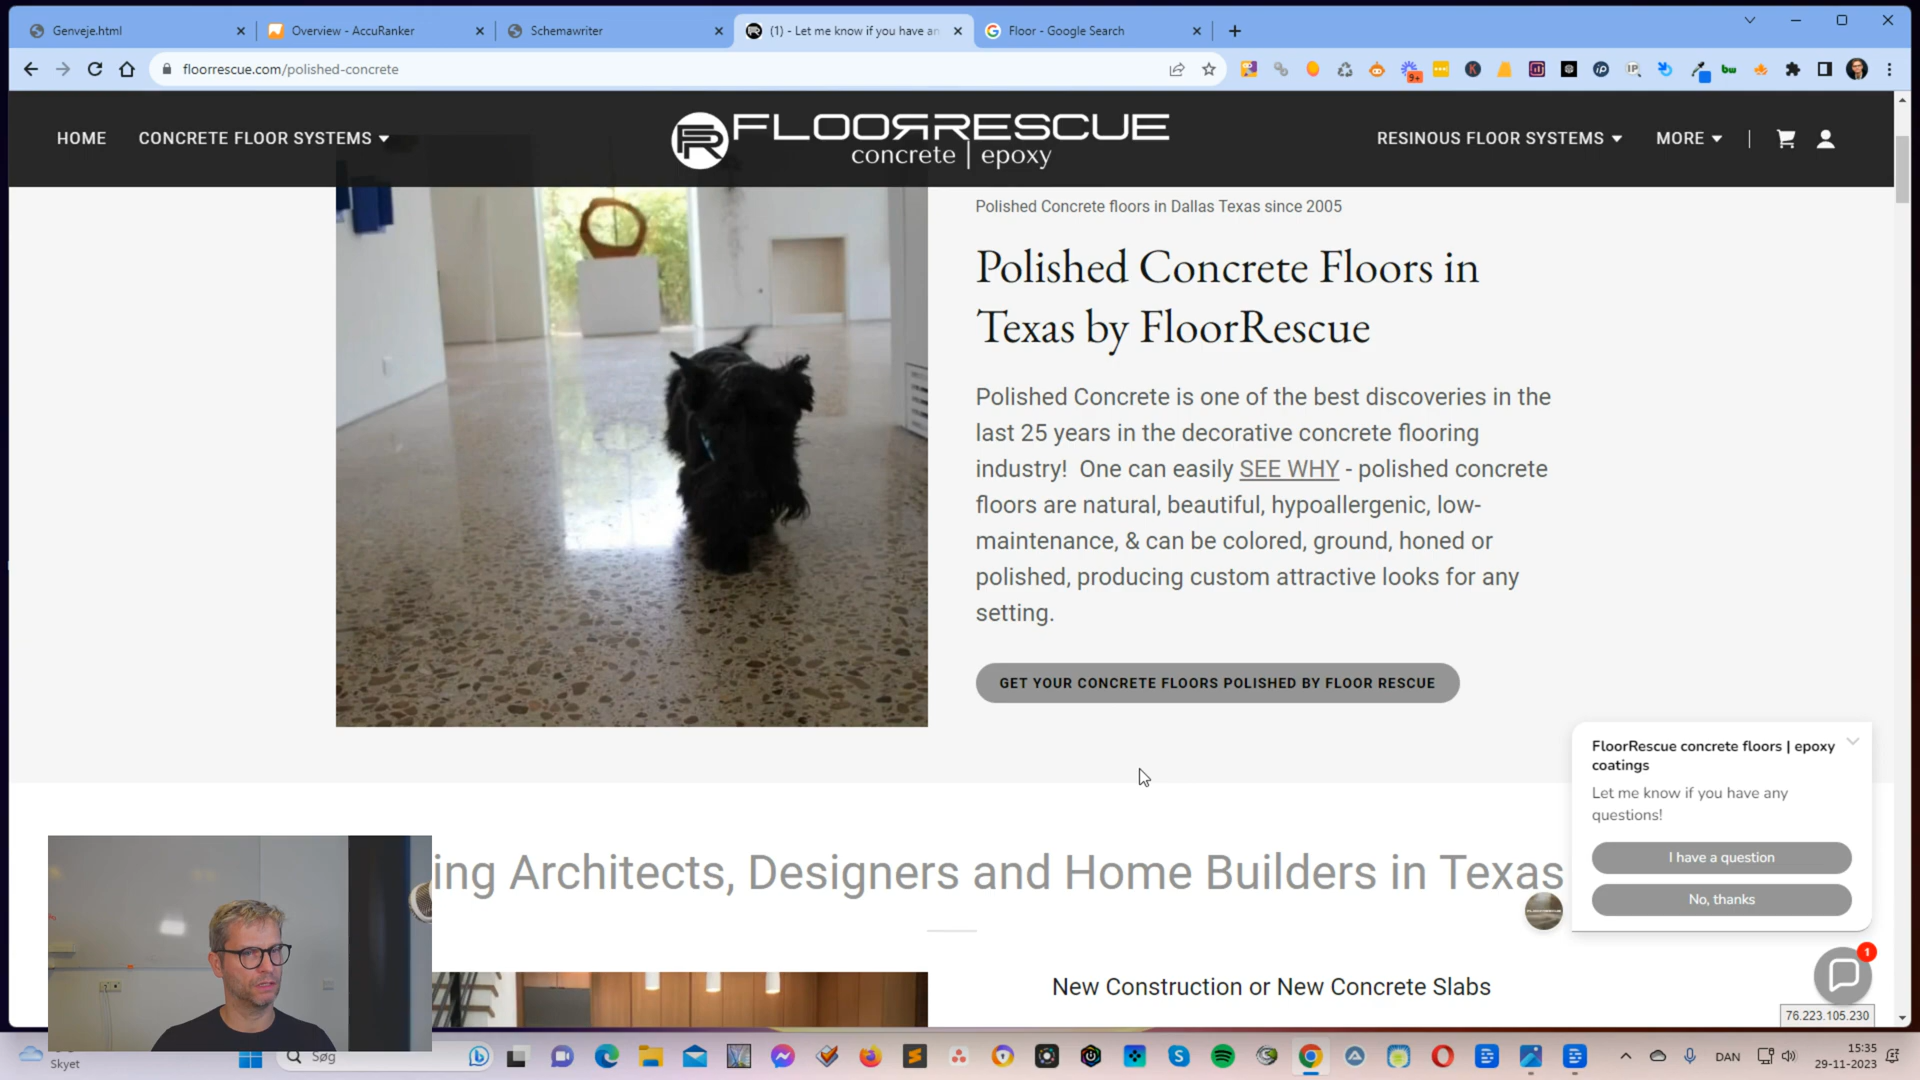 Genveje.html
Overview - AccuRanker
Schemawriter
(1) - Let me know if you have an
Floor - Google Search
floorrescue.com/polished-concrete
HOME
CONCRETE FLOOR SYSTEMS
FLOORRESCUE
concrete | epoxy
RESINOUS FLOOR SYSTEMS
MORE
Polished Concrete floors in Dallas Texas since 2005
Polished Concrete Floors in
Texas by FloorRescue
Polished Concrete is one of the best discoveries in the
last 25 years in the decorative concrete flooring
industry! One can easily SEE WHY - polished concrete
floors are natural, beautiful, hypoallergenic, low-
maintenance, & can be colored, ground, honed or
polished, producing custom attractive looks for any
setting.
GET YOUR CONCRETE FLOORS POLISHED BY FLOOR RESCUE
FloorRescue concrete floors | epoxy
coatings
Let me know if you have any
questions!
I have a question
No, thanks
1
ing Architects, Designers and Home Builders in Texas
New Construction or New Concrete Slabs
76.223.105.230
Skyet
Søg
DAN
15:35
29-11-2023